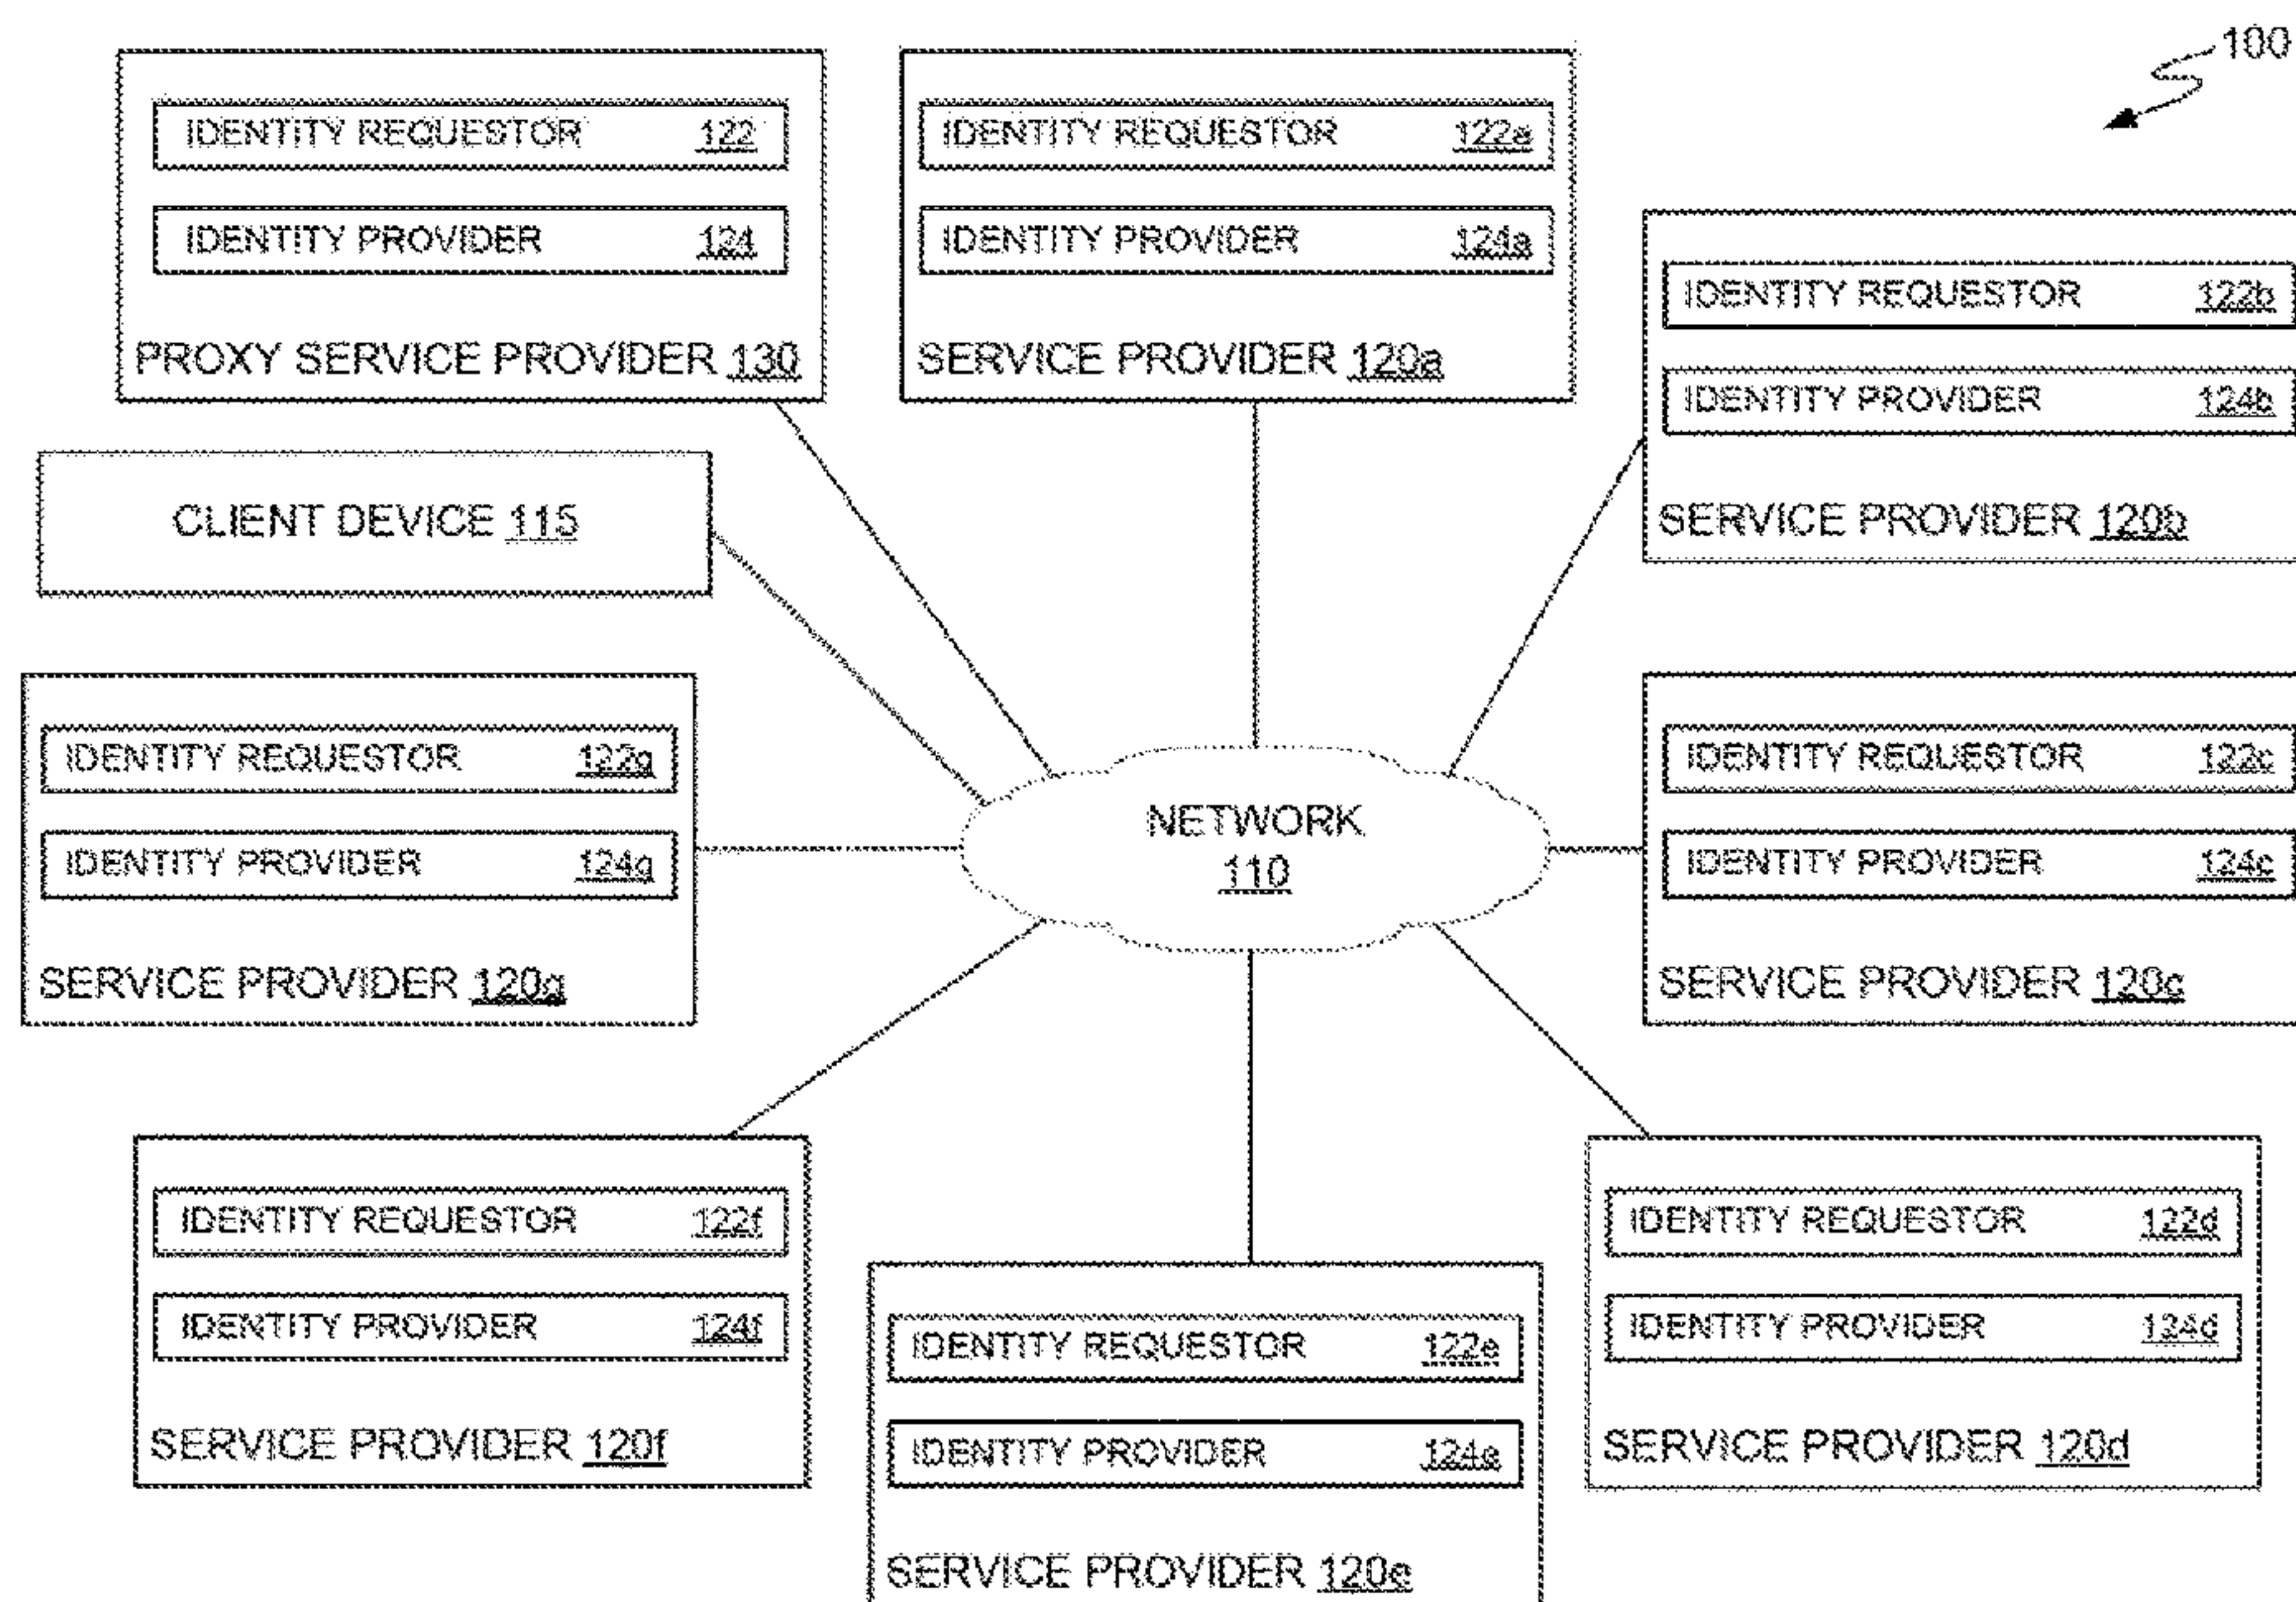 100
IDENTITY REQUESTOR 122
IDENTITY PROVIDER 124
PROXY SERVICE PROVIDER 130
IDENTITY REQUESTOR 122a
IDENTITY PROVIDER 124a
SERVICE PROVIDER 120a
IDENTITY REQUESTOR 122b
IDENTITY PROVIDER 124b
SERVICE PROVIDER 120b
CLIENT DEVICE 115
IDENTITY REQUESTOR 122g
IDENTITY PROVIDER 124g
SERVICE PROVIDER 120g
NETWORK
110
IDENTITY REQUESTOR 122c
IDENTITY PROVIDER 124c
SERVICE PROVIDER 120c
IDENTITY REQUESTOR 122f
IDENTITY PROVIDER 124f
SERVICE PROVIDER 120f
IDENTITY REQUESTOR 122e
IDENTITY PROVIDER 124e
SERVICE PROVIDER 120e
IDENTITY REQUESTOR 122d
IDENTITY PROVIDER 124d
SERVICE PROVIDER 120d